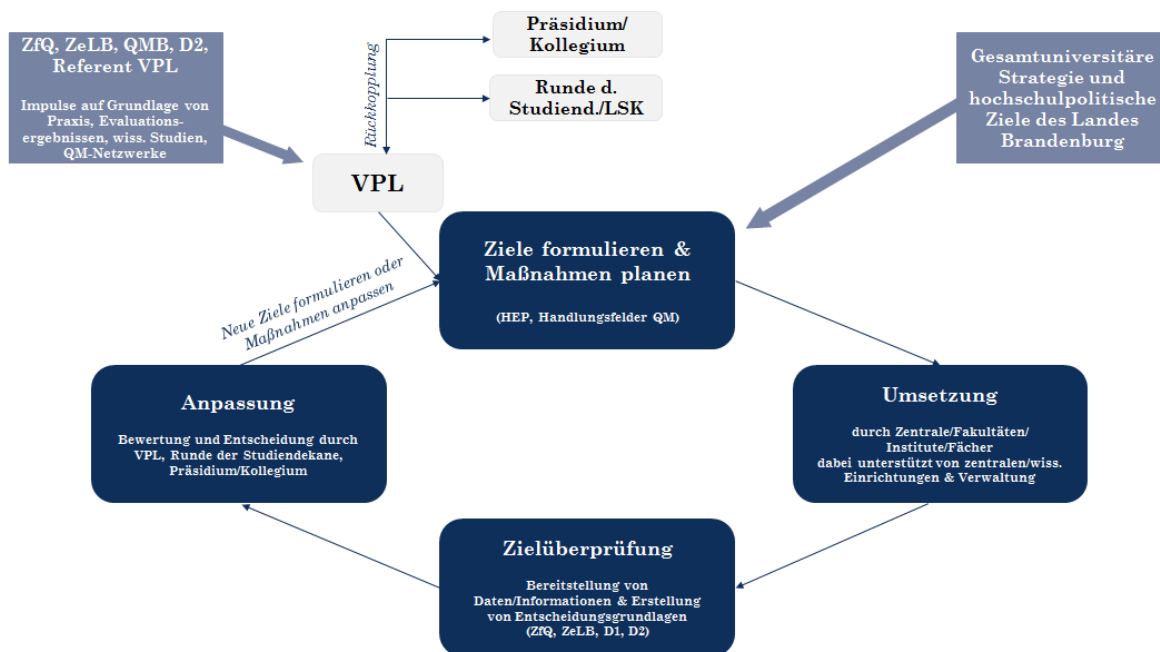 ZfQ, ZeLB, QMB, D2,
Referent VPL
Impulse auf Grundlage von
Praxis, Evaluations-
ergebnissen, wiss. Studien,
QM-Netzwerke
Rückkopplung
Präsidium/
Kollegium
Runde d.
Studiend./LSK
VPL
Gesamtuniversitäre
Strategie und
hochschulpolitische
Ziele des Landes
Brandenburg
Ziele formulieren &
Maßnahmen planen
(HEP, Handlungsfelder QM)
Neue Ziele formulieren oder
Maßnahmen anpassen
Anpassung
Bewertung und Entscheidung durch
VPL, Runde der Studiendekane,
Präsidium/Kollegium
Umsetzung
durch Zentrale/Fakultäten/
Institute/Fächer
dabei unterstützt von zentralen/wiss.
Einrichtungen & Verwaltung
Zielüberprüfung
Bereitstellung von
Daten/Informationen & Erstellung
von Entscheidungsgrundlagen
(ZfQ, ZeLB, D1, D2)